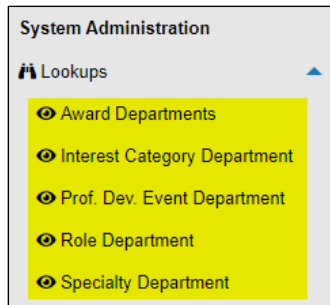 System Administration
Lookups
Award Departments
Interest Category Department
Prof. Dev. Event Department
Role Department
Specialty Department